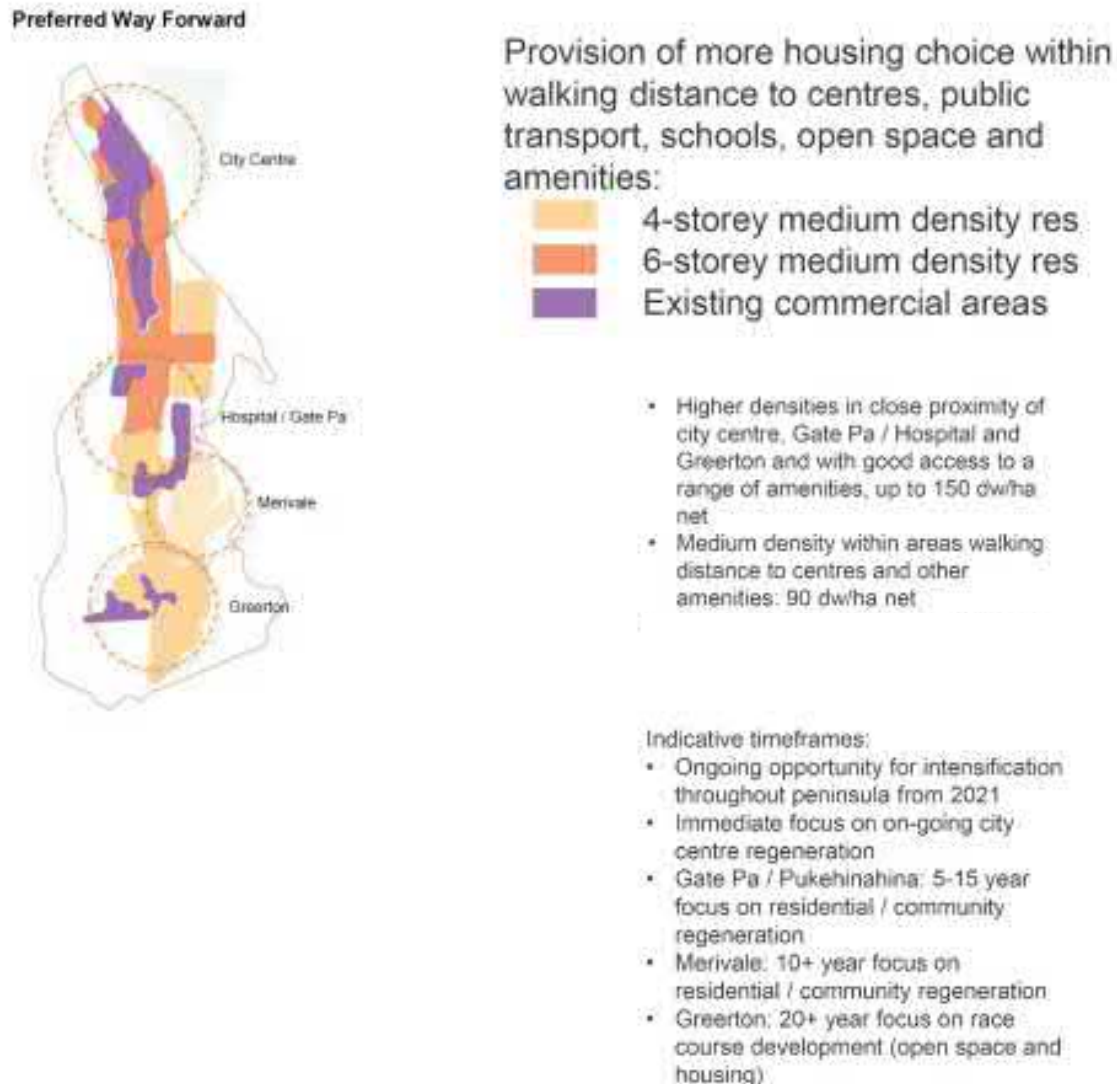 Preferred Way Forward
City Centre
Hospital / Gate Pa
Merivale
Greerton
Provision of more housing choice within
walking distance to centres, public
transport, schools, open space and
amenities:
4-storey medium density res
6-storey medium density res
Existing commercial areas
• Higher densities in close proximity of
city centre, Gate Pa / Hospital and
Greerton and with good access to a
range of amenities, up to 150 dw/ha
net
• Medium density within areas walking
distance to centres and other
amenities: 90 dw/ha net
Indicative timeframes:
• Ongoing opportunity for intensification
throughout peninsula from 2021
• Immediate focus on on-going city
centre regeneration
• Gate Pa / Pukehinahina: 5-15 year
focus on residential / community
regeneration
• Merivale: 10+ year focus on
residential / community regeneration
• Greerton: 20+ year focus on race
course development (open space and
housing)